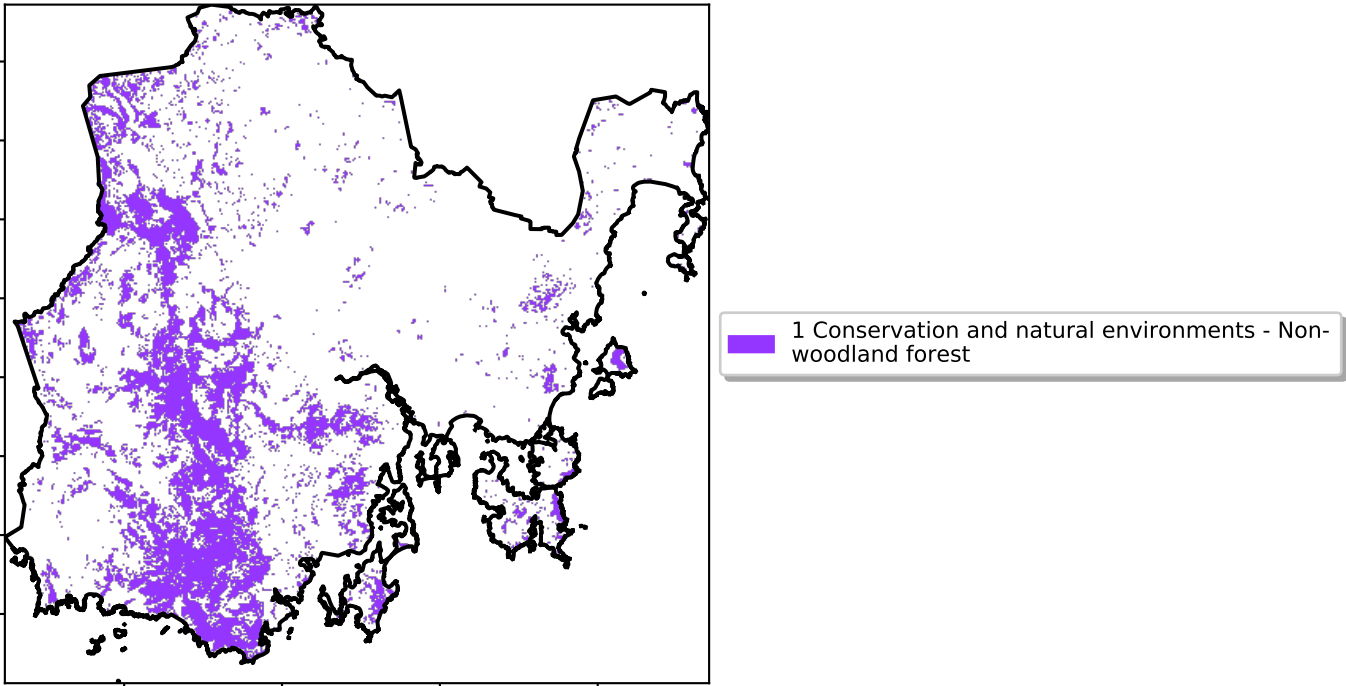 1 Conservation and natural environments - Non-
woodland forest